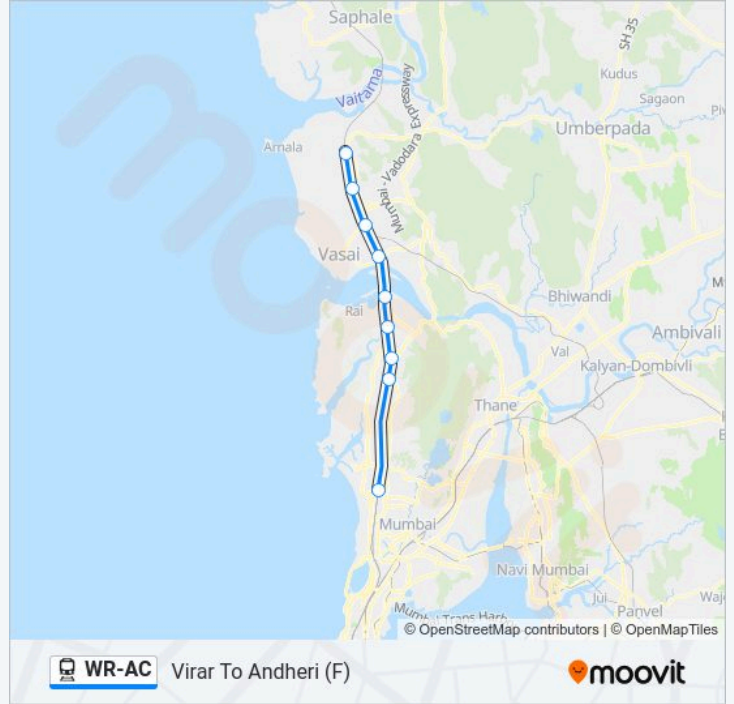 Saphale
SH 35
Kudus
Vaitarna
Mumbai-Vadodara Expressway
Sagaon
Umberpada
Arnala
Vasai
Bhiwandi
Rai
Ambivali
Val
Kalyan-Dombivli
Thane
Mumbai
Navi Mumbai
Jui
Panvel
© OpenStreetMap contributors | © OpenMapTiles
WR-AC
Virar To Andheri (F)
moovit